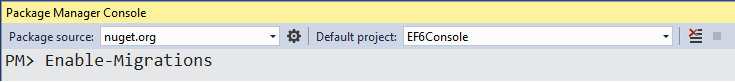 Package Manager Console
Package source: nuget.org Default project: EF6Console
PM> Enable-Migrations